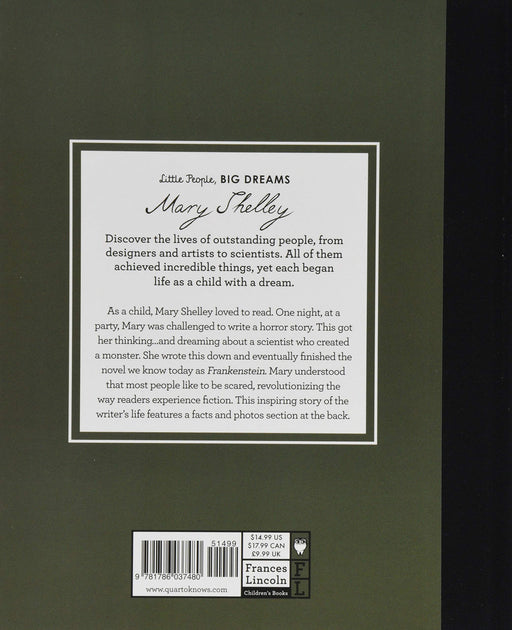 Little People, BIG DREAMS
Mary Shelley
Discover the lives of outstanding people, from
designers and artists to scientists. All of them
achieved incredible things, yet each began
life as a child with a dream.
As a child, Mary Shelley loved to read. One night, at a
party, Mary was challenged to write a horror story. This got
her thinking...and dreaming about a scientist who created
a monster. She wrote this down and eventually finished the
novel we know today as Frankenstein. Mary understood
that most people like to be scared, revolutionizing the
way readers experience fiction. This inspiring story of the
writer's life features a facts and photos section at the back.
51499
9 781786 037480
www.quartoknows.com
$14.99 US
$17.99 CAN
£9.99 UK
Frances
Lincoln
Children's Books
F
L